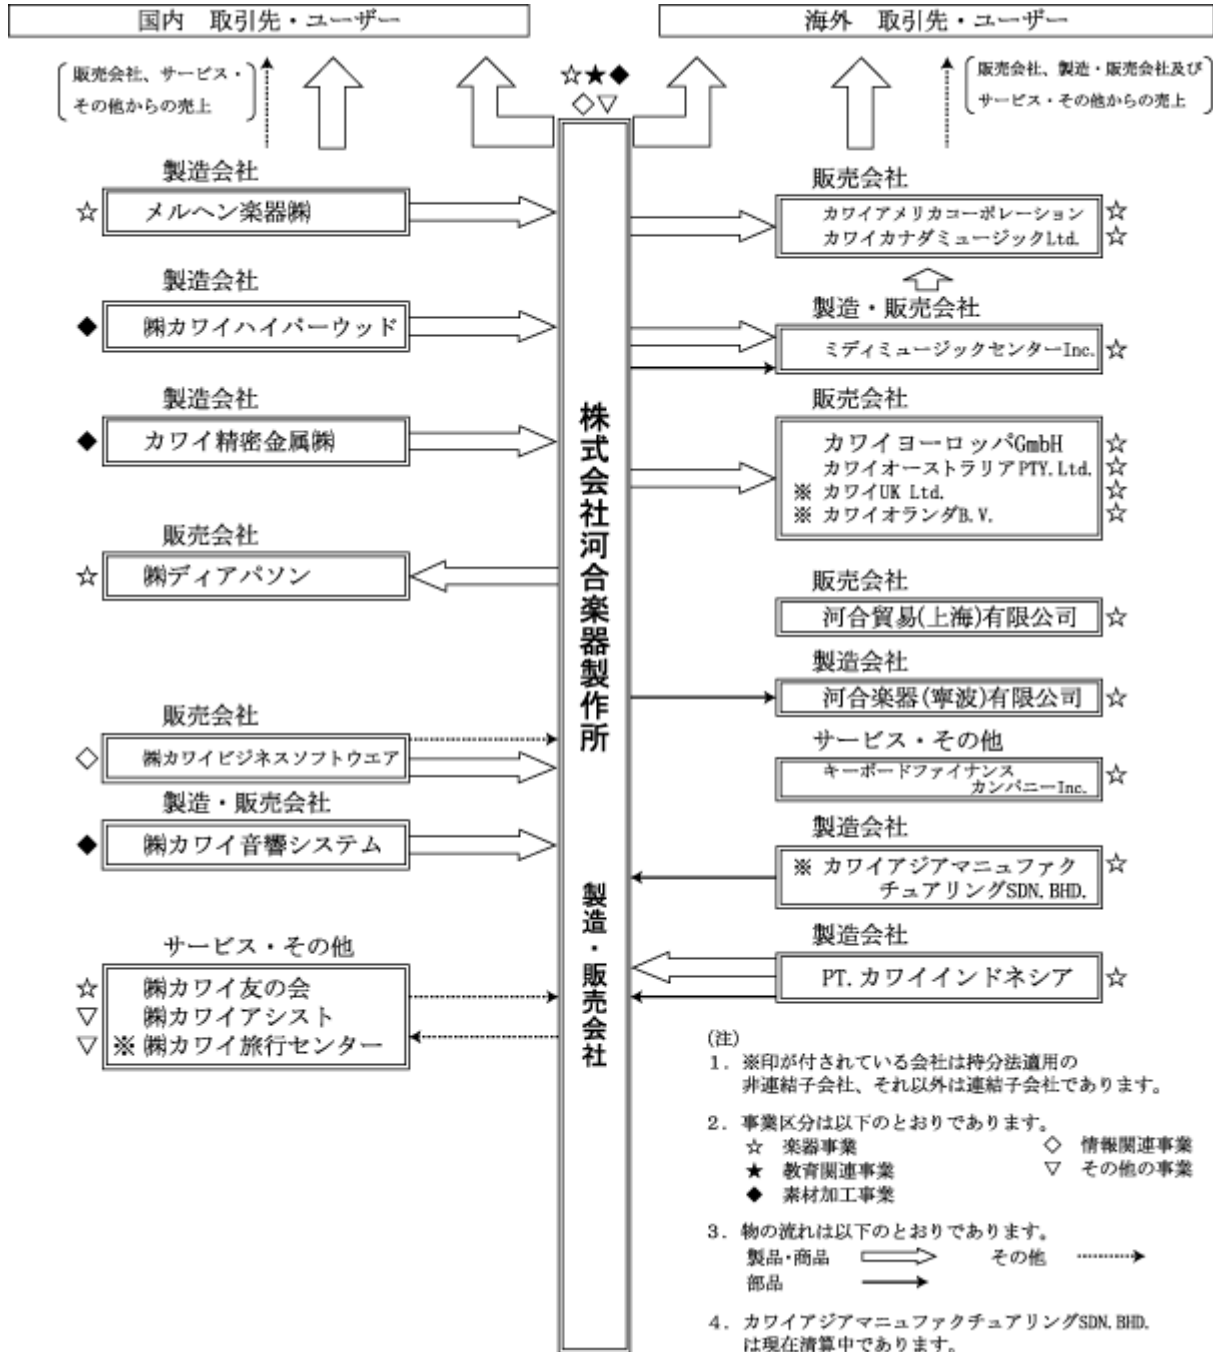 国内 取引先・ユーザー
海外 取引先・ユーザー
販売会社、サービス・
その他からの売上
☆★◆
◇▽
販売会社、製造・販売会社及び
サービス・その他からの売上
製造会社
☆ メルヘン楽器㈱
製造会社
◆ ㈱カワイハイパーウッド
製造会社
◆ カワイ精密金属㈱
販売会社
☆ ㈱ディアパソン
販売会社
◇ ㈱カワイビジネスソフトウエア
製造・販売会社
◆ ㈱カワイ音響システム
サービス・その他
☆ ㈱カワイ友の会
▽ ㈱カワイアシスト
▽ ※ ㈱カワイ旅行センター
株式会社河合楽器製作所
製造・販売会社
販売会社
カワイアメリカコーポレーション ☆
カワイカナダミュージックLtd. ☆
製造・販売会社
ミディミュージックセンターInc. ☆
販売会社
カワイヨーロッパGmbH ☆
カワイオーストラリアPTY.Ltd. ☆
※ カワイUK Ltd. ☆
※ カワイオランダB.V. ☆
販売会社
河合貿易(上海)有限公司 ☆
製造会社
河合楽器(寧波)有限公司 ☆
サービス・その他
キーボードファイナンス ☆
カンパニーInc.
製造会社
※ カワイアジアマニュファク ☆
チュアリングSDN.BHD.
製造会社
PT.カワイインドネシア ☆
(注)
1．※印が付されている会社は持分法適用の
非連結子会社、それ以外は連結子会社であります。
2．事業区分は以下のとおりであります。
☆ 楽器事業 ◇ 情報関連事業
★ 教育関連事業 ▽ その他の事業
◆ 素材加工事業
3．物の流れは以下のとおりであります。
製品・商品 その他
部品
4．カワイアジアマニュファクチュアリングSDN.BHD.
は現在清算中であります。